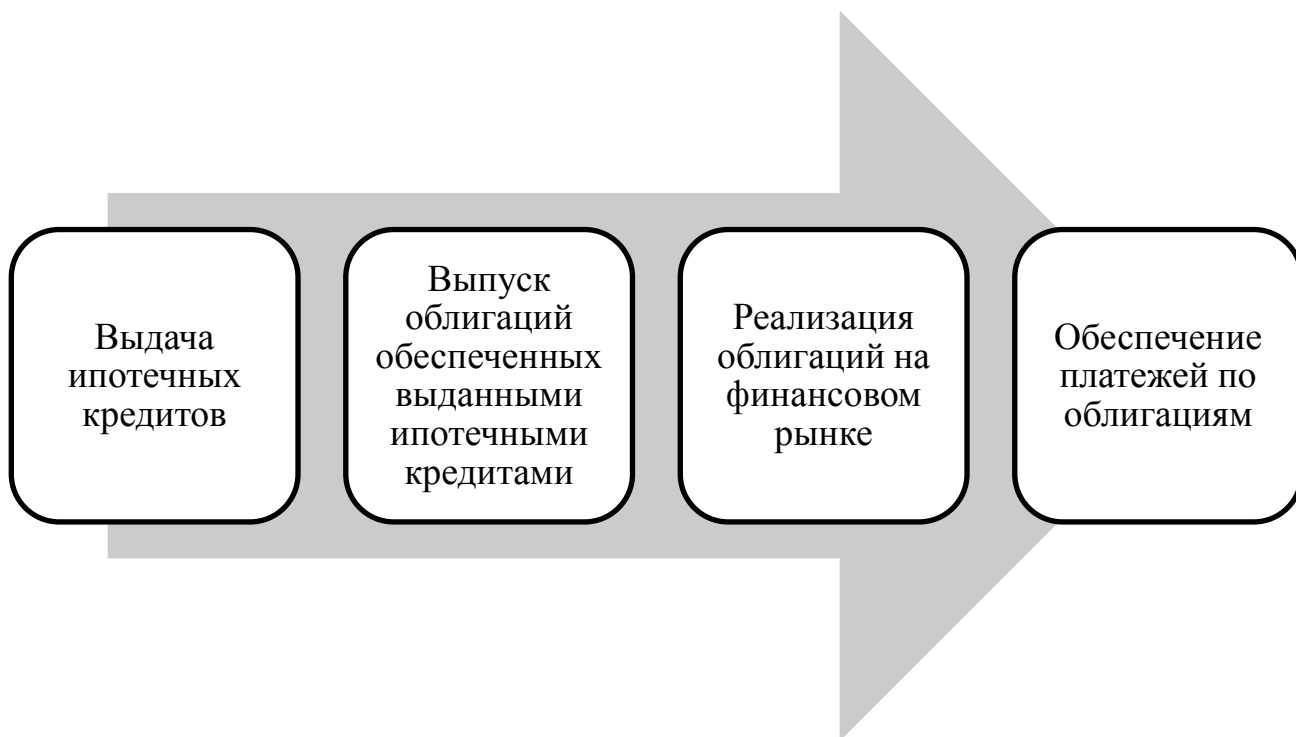 Выдача
ипотечных
кредитов
Выпуск
облигаций
обеспеченных
выданными
ипотечными
кредитами
Реализация
облигаций на
финансовом
рынке
Обеспечение
платежей по
облигациям